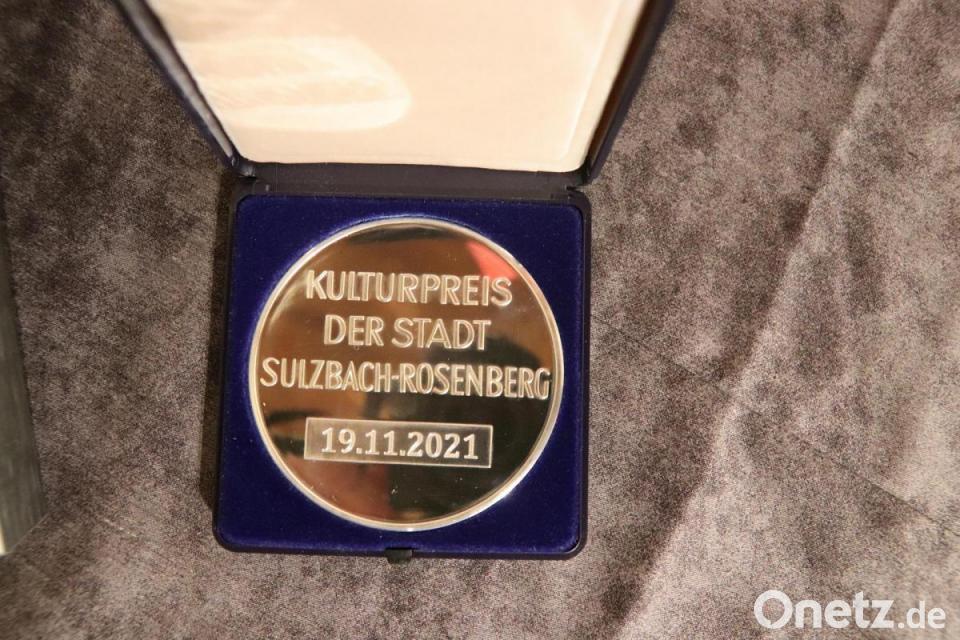 KULTURPREIS
DER STADT
SULZBACH-ROSENBERG
19.11.2021
Onetz.de